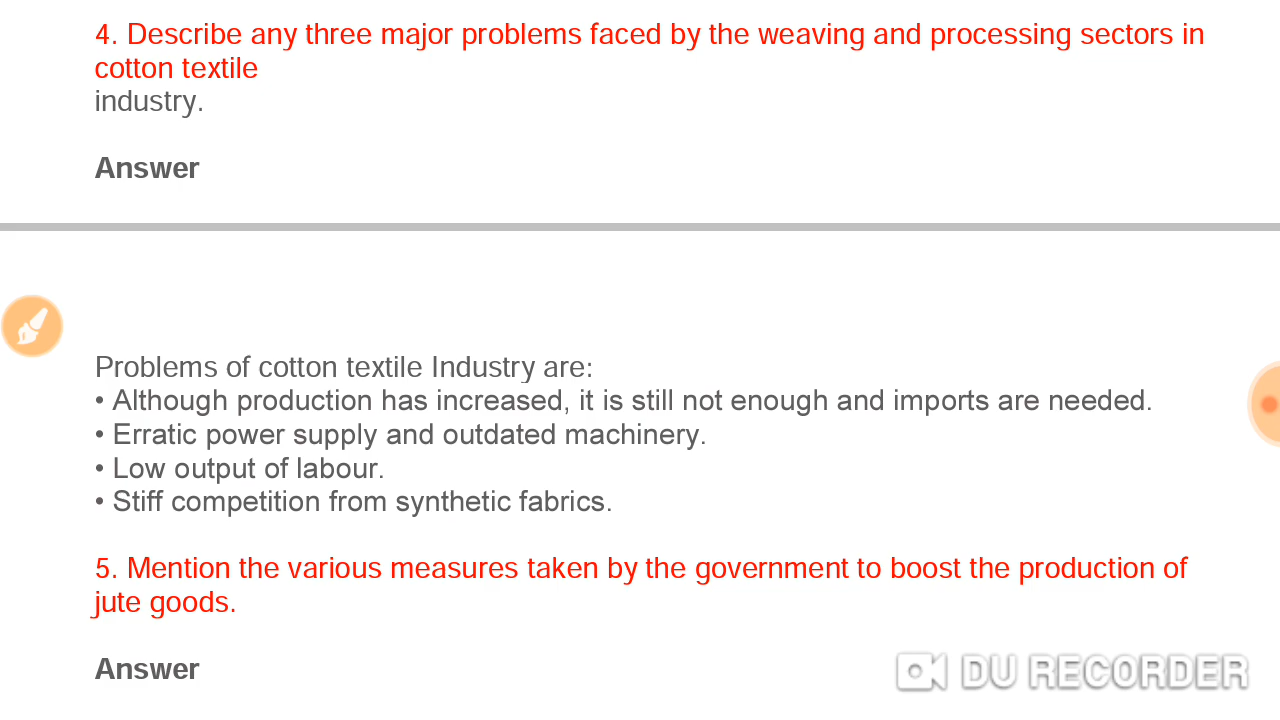 4. Describe any three major problems faced by the weaving and processing sectors in
cotton textile
industry.
Answer
Problems of cotton textile Industry are:
• Although production has increased, it is still not enough and imports are needed.
• Erratic power supply and outdated machinery.
• Low output of labour.
• Stiff competition from synthetic fabrics.
5. Mention the various measures taken by the government to boost the production of
jute goods.
Answer
DU RECORDER